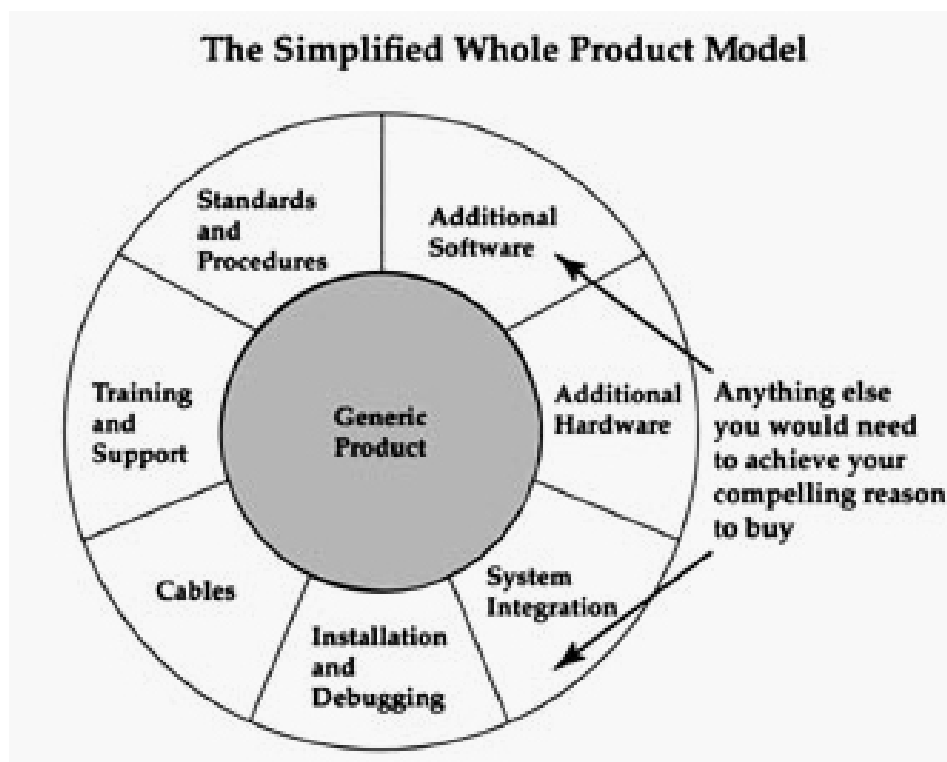 The Simplified Whole Product Model
Standards
and
Procedures
Additional
Software
Training
and
Support
Generic
Product
Additional
Hardware
Anything else
you would need
to achieve your
compelling reason
to buy
Cables
System
Integration
Installation
and
Debugging